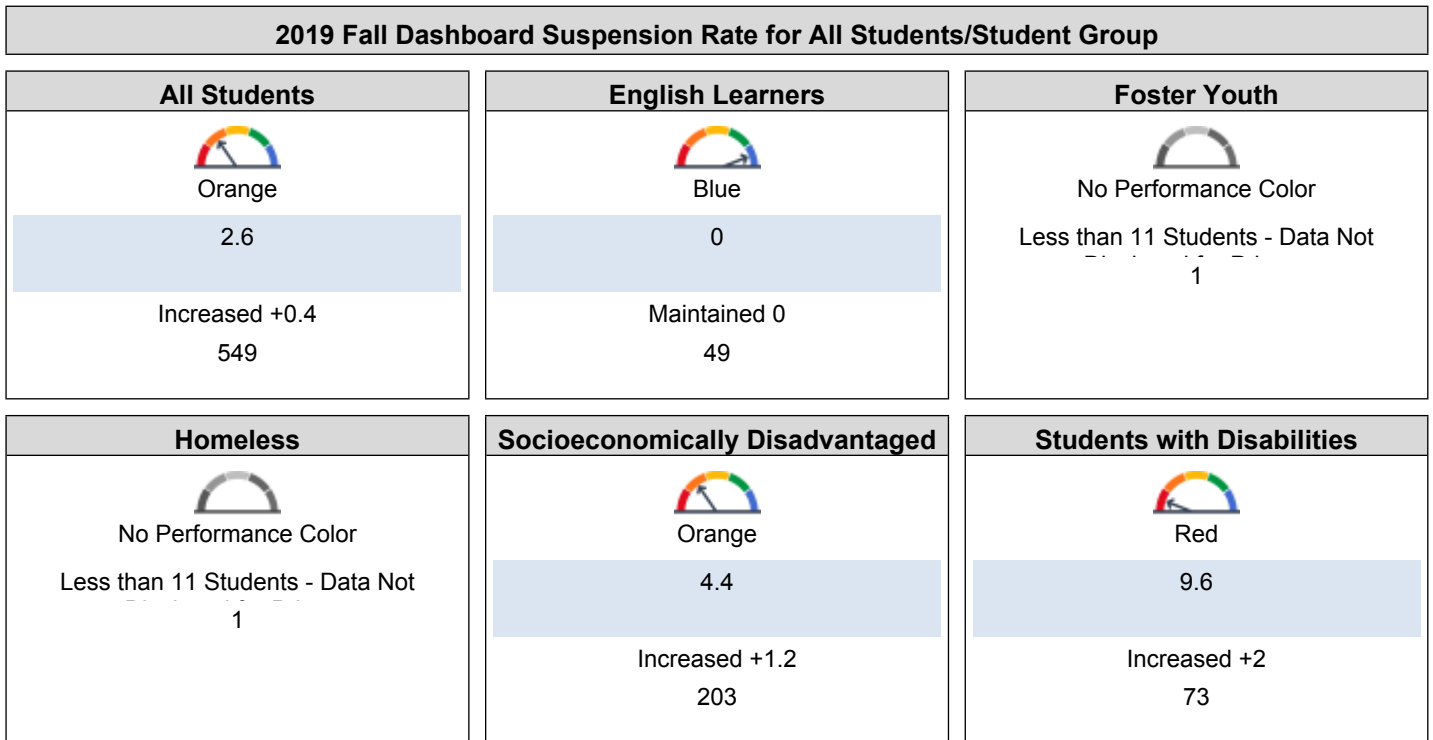 2019 Fall Dashboard Suspension Rate for All Students/Student Group
All Students
Orange
2.6
Increased +0.4
549
English Learners
Blue
0
Maintained 0
49
Foster Youth
No Performance Color
Less than 11 Students - Data Not
1
Homeless
No Performance Color
Less than 11 Students - Data Not
1
Socioeconomically Disadvantaged
Orange
4.4
Increased +1.2
203
Students with Disabilities
Red
9.6
Increased +2
73